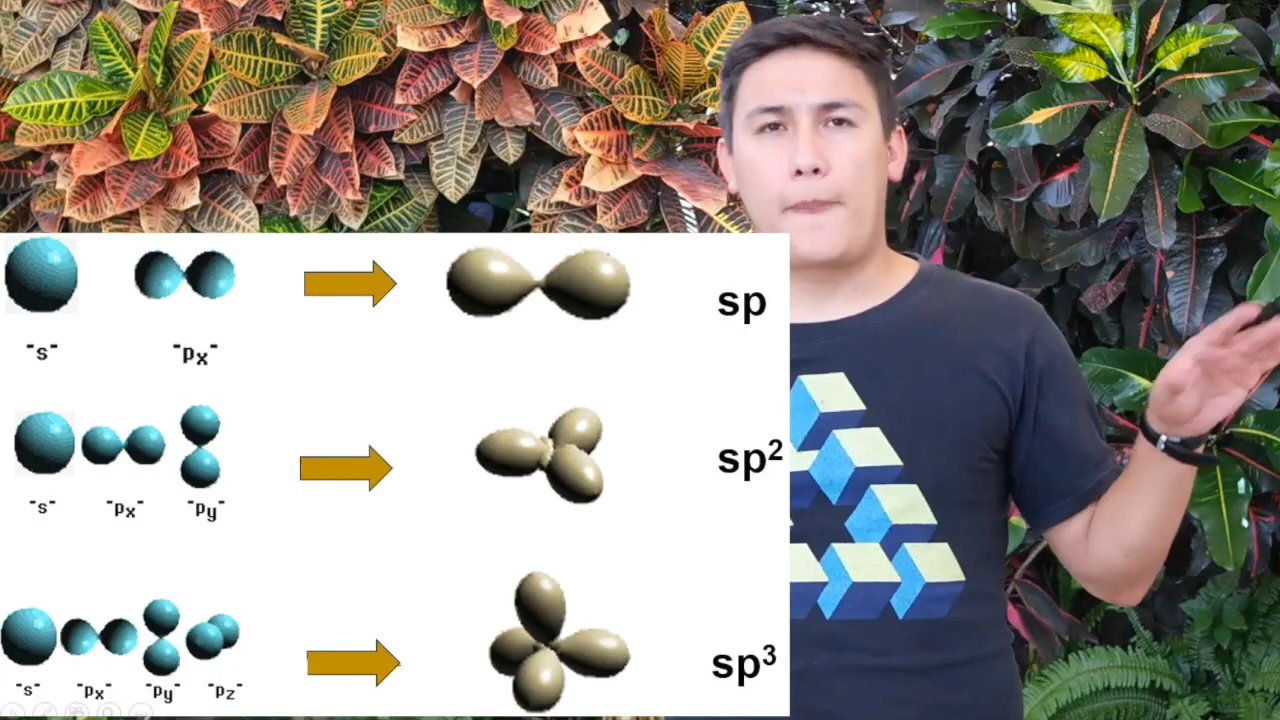 sp
-s- -px-
sp²
-s- -px- -py-
sp³
-s- -px- -py- -pz-